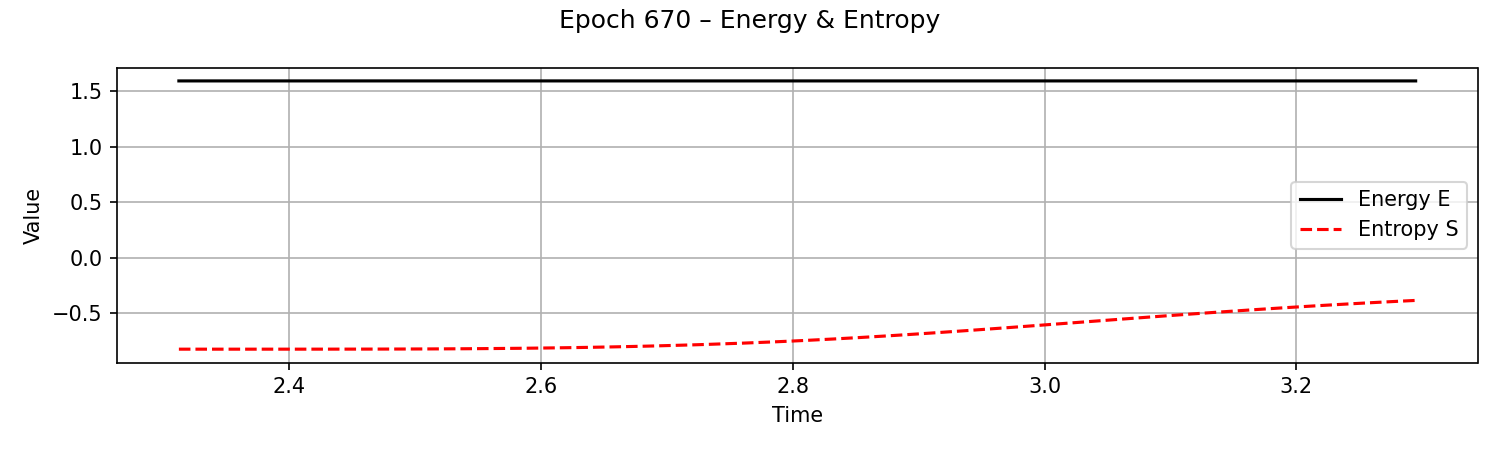 Epoch 670 – Energy & Entropy
Value
1.5
1.0
0.5
0.0
−0.5
Energy E
Entropy S
2.4 2.6 2.8 3.0 3.2
Time